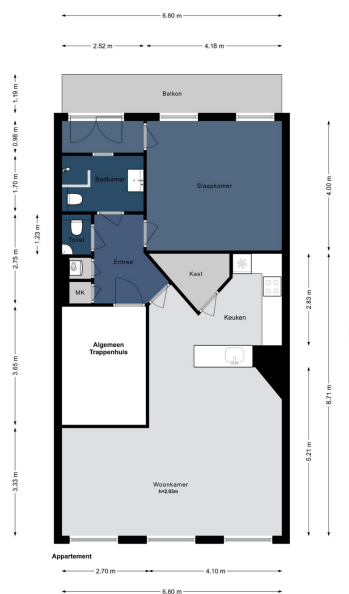 6.80 m
2.52 m
4.18 m
1.19 m
Balkon
0.98 m
1.70 m
Badkamer
Slaapkamer
4.00 m
1.23 m
Toilet
2.75 m
Entree
Kast
MK
Keuken
2.83 m
8.71 m
Algemeen
Trappenhuis
3.65 m
5.21 m
3.33 m
Woonkamer
h=2.93m
Appartement
2.70 m
4.10 m
6.80 m